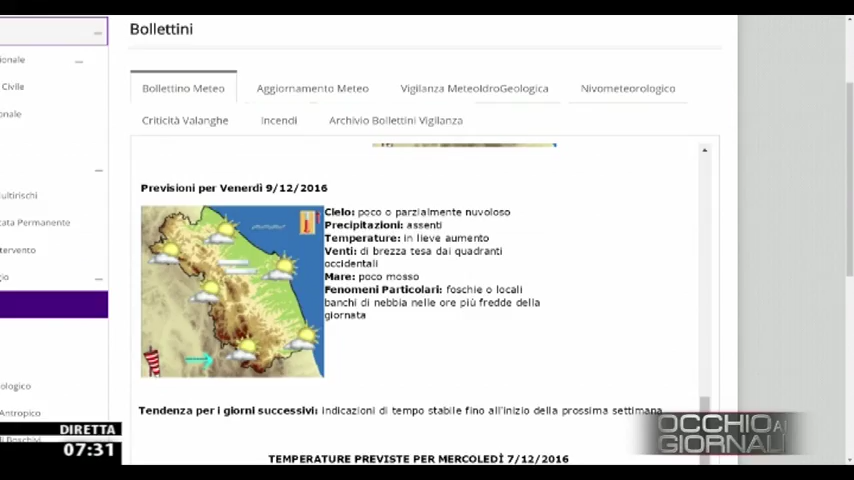 Bollettini
ionale
Civile
onale
ultirischi
cata Permanente
tervento
gio
ologico
Antropico
Bollettino Meteo
Aggiornamento Meteo
Vigilanza MeteoIdroGeologica
Nivometeorologico
Criticità Valanghe
Incendi
Archivio Bollettini Vigilanza
Previsioni per Venerdì 9/12/2016
Cielo: poco o parzialmente nuvoloso
Precipitazioni: assenti
Temperature: in lieve aumento
Venti: di brezza tesa dai quadranti
occidentali
Mare: poco mosso
Fenomeni Particolari: foschie o locali
banchi di nebbia nelle ore più fredde della
giornata
Tendenza per i giorni successivi: indicazioni di tempo stabile fino all'inizio della prossima settimana
TEMPERATURE PREVISTE PER MERCOLEDÌ 7/12/2016
DIRETTA
07:31
OCCHIO AI
GIORNALI